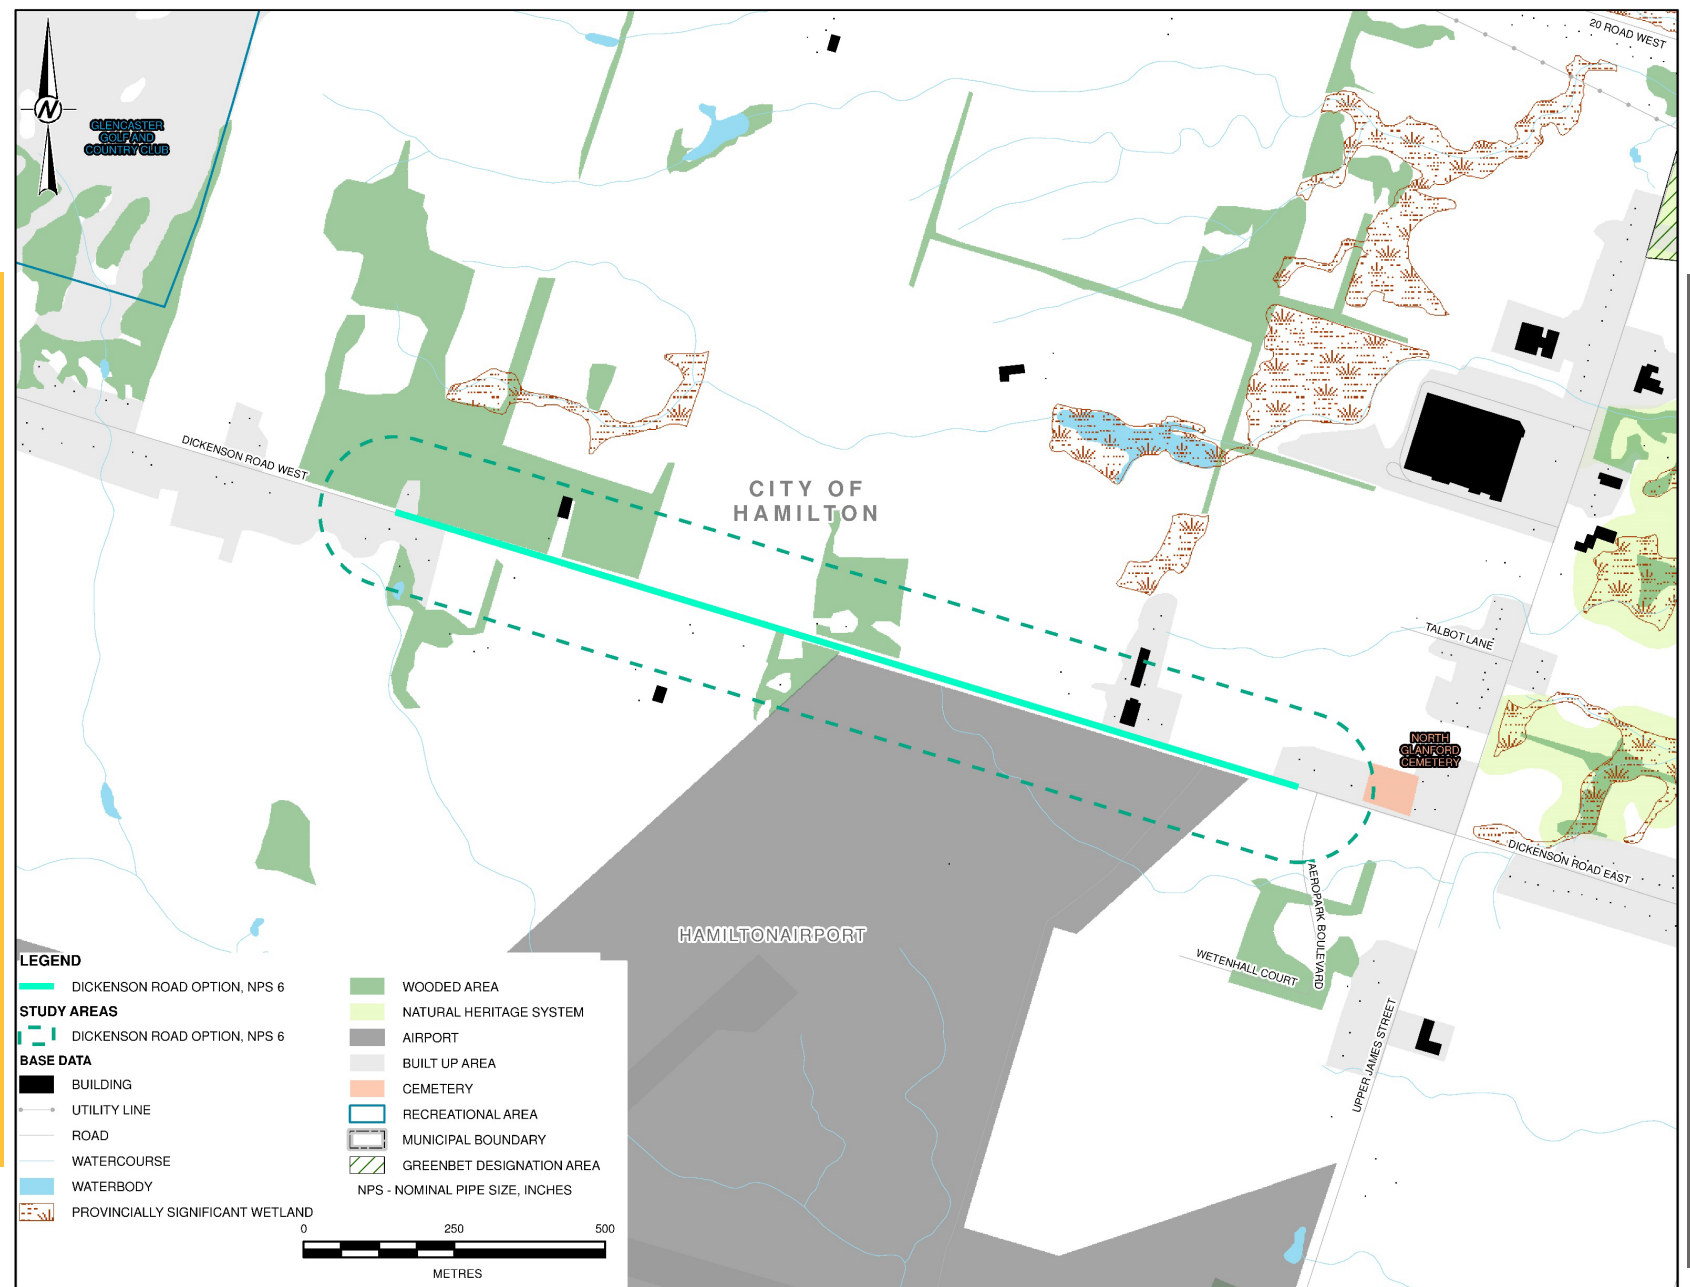 20 ROAD WEST
N
GLENCASTER
GOLF AND
COUNTRY CLUB
DICKENSON ROAD WEST
CITY OF
HAMILTON
TALBOT LANE
NORTH
GLANFORD
CEMETERY
DICKENSON ROAD EAST
AEROPARK BOULEVARD
HAMILTONAIRPORT
WETENHALL COURT
UPPER JAMES STREET
LEGEND
DICKENSON ROAD OPTION, NPS 6
STUDY AREAS
DICKENSON ROAD OPTION, NPS 6
BASE DATA
BUILDING
UTILITY LINE
ROAD
WATERCOURSE
WATERBODY
PROVINCIALLY SIGNIFICANT WETLAND
WOODED AREA
NATURAL HERITAGE SYSTEM
AIRPORT
BUILT UP AREA
CEMETERY
RECREATIONAL AREA
MUNICIPAL BOUNDARY
GREENBET DESIGNATION AREA
NPS - NOMINAL PIPE SIZE, INCHES
0 250 500
METRES